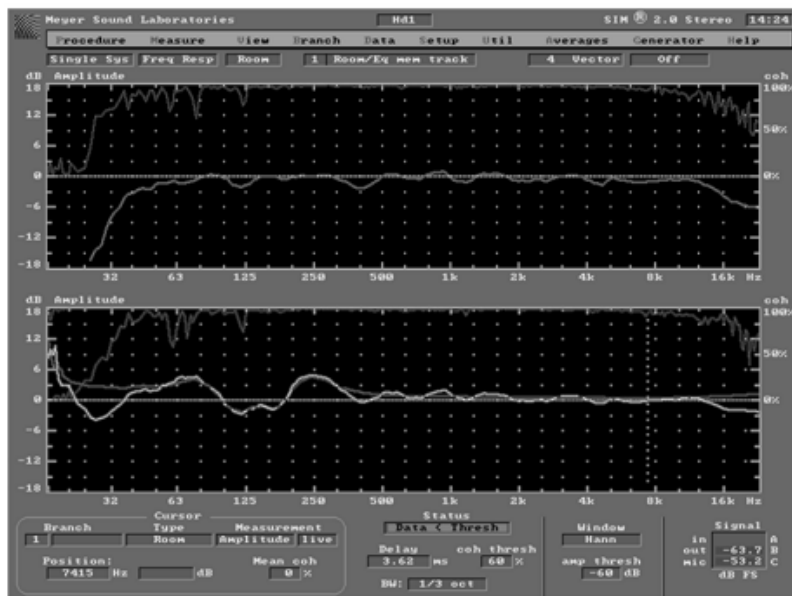 Meyer Sound Laboratories Hd1 SIM ® 2.0 Stereo 14:24
Procedure Measure View Branch Data Setup Util Averages Generator Help
Single Sys Freq Resp Room 1 Room/Eq mem track 4 Vector Off
dB Amplitude coh
18 100%
12
6 50%
0 0%
-6
-12
-18
32 63 125 250 500 1k 2k 4k 8k 16k Hz
dB Amplitude coh
18 100%
12
6 50%
0 0%
-6
-12
-18
32 63 125 250 500 1k 2k 4k 8k 16k Hz
Cursor Status
Branch Type Measurement Data < Thresh Window Signal
1 Room Amplitude live Hann in A
Delay coh thresh out -63.7 B
Position: Mean coh 3.62 ms 60 % amp thresh mic -53.2 C
7415 Hz dB 0 % -60 dB dB FS
BW: 1/3 oct